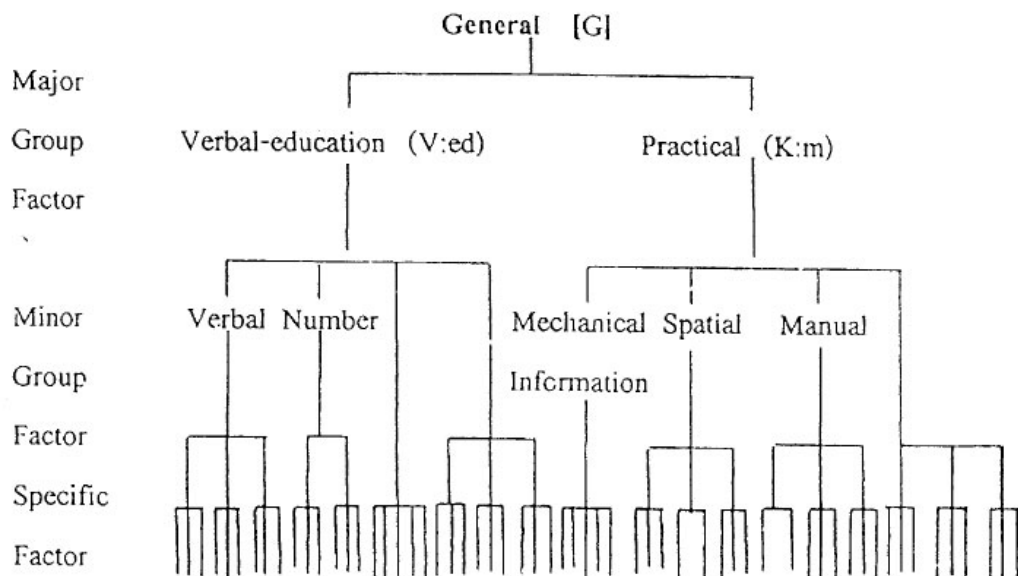 General [G]
Major
Group Verbal-education (V:ed) Practical (K:m)
Factor
Minor Verbal Number Mechanical Spatial Manual
Group Information
Factor
Specific
Factor